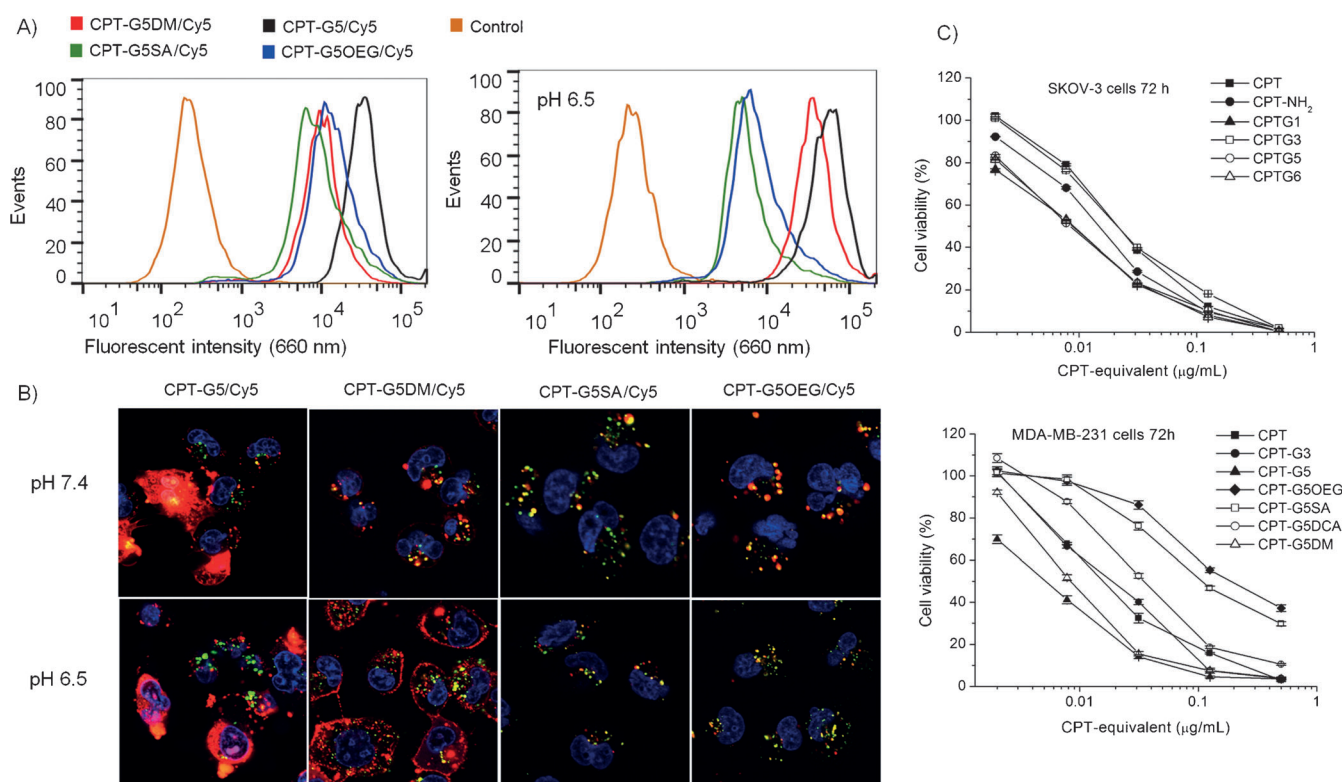 A)
CPT-G5DM/Cy5
CPT-G5/Cy5
Control
CPT-G5SA/Cy5
CPT-G5OEG/Cy5
100
80
60
40
20
0
Events
10¹ 10² 10³ 10⁴ 10⁵
Fluorescent intensity (660 nm)
pH 6.5
100
80
60
40
20
0
Events
10¹ 10² 10³ 10⁴ 10⁵
Fluorescent intensity (660 nm)
B)
CPT-G5/Cy5 CPT-G5DM/Cy5 CPT-G5SA/Cy5 CPT-G5OEG/Cy5
pH 7.4
pH 6.5
C)
SKOV-3 cells 72 h
CPT
CPT-NH₂
CPTG1
CPTG3
CPTG5
CPTG6
120
100
80
60
40
20
0
Cell viability (%)
0.01 0.1 1
CPT-equivalent (μg/mL)
MDA-MB-231 cells 72h
CPT
CPT-G3
CPT-G5
CPT-G5OEG
CPT-G5SA
CPT-G5DCA
CPT-G5DM
120
100
80
60
40
20
0
Cell viability (%)
0.01 0.1 1
CPT-equivalent (μg/mL)